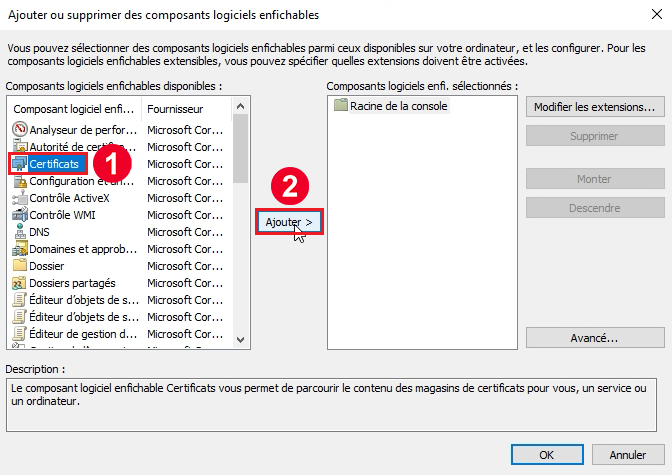 Ajouter ou supprimer des composants logiciels enfichables
Vous pouvez sélectionner des composants logiciels enfichables parmi ceux disponibles sur votre ordinateur, et les configurer. Pour les
composants logiciels enfichables extensibles, vous pouvez spécifier quelles extensions doivent être activées.
Composants logiciels enfichables disponibles :
Composant logiciel enfi... Fournisseur
Analyseur de perfor... Microsoft Cor...
Autorité de Microsoft Cor...
Certificats Microsoft Cor...
1
Configuration et Microsoft Cor...
Contrôle ActiveX Microsoft Cor...
Contrôle WMI Microsoft Cor...
DNS Microsoft Cor...
Domaines et approb... Microsoft Cor...
Dossier Microsoft Cor...
Dossiers partagés Microsoft Cor...
Éditeur d'objets de s... Microsoft Cor...
Éditeur d'objets de s... Microsoft Cor...
Éditeur de gestion d... Microsoft Cor...
2
Ajouter >
Composants logiciels enfi. sélectionnés :
Racine de la console
Modifier les extensions...
Supprimer
Monter
Descendre
Avancé...
Description :
Le composant logiciel enfichable Certificats vous permet de parcourir le contenu des magasins de certificats pour vous, un service ou
un ordinateur.
OK
Annuler